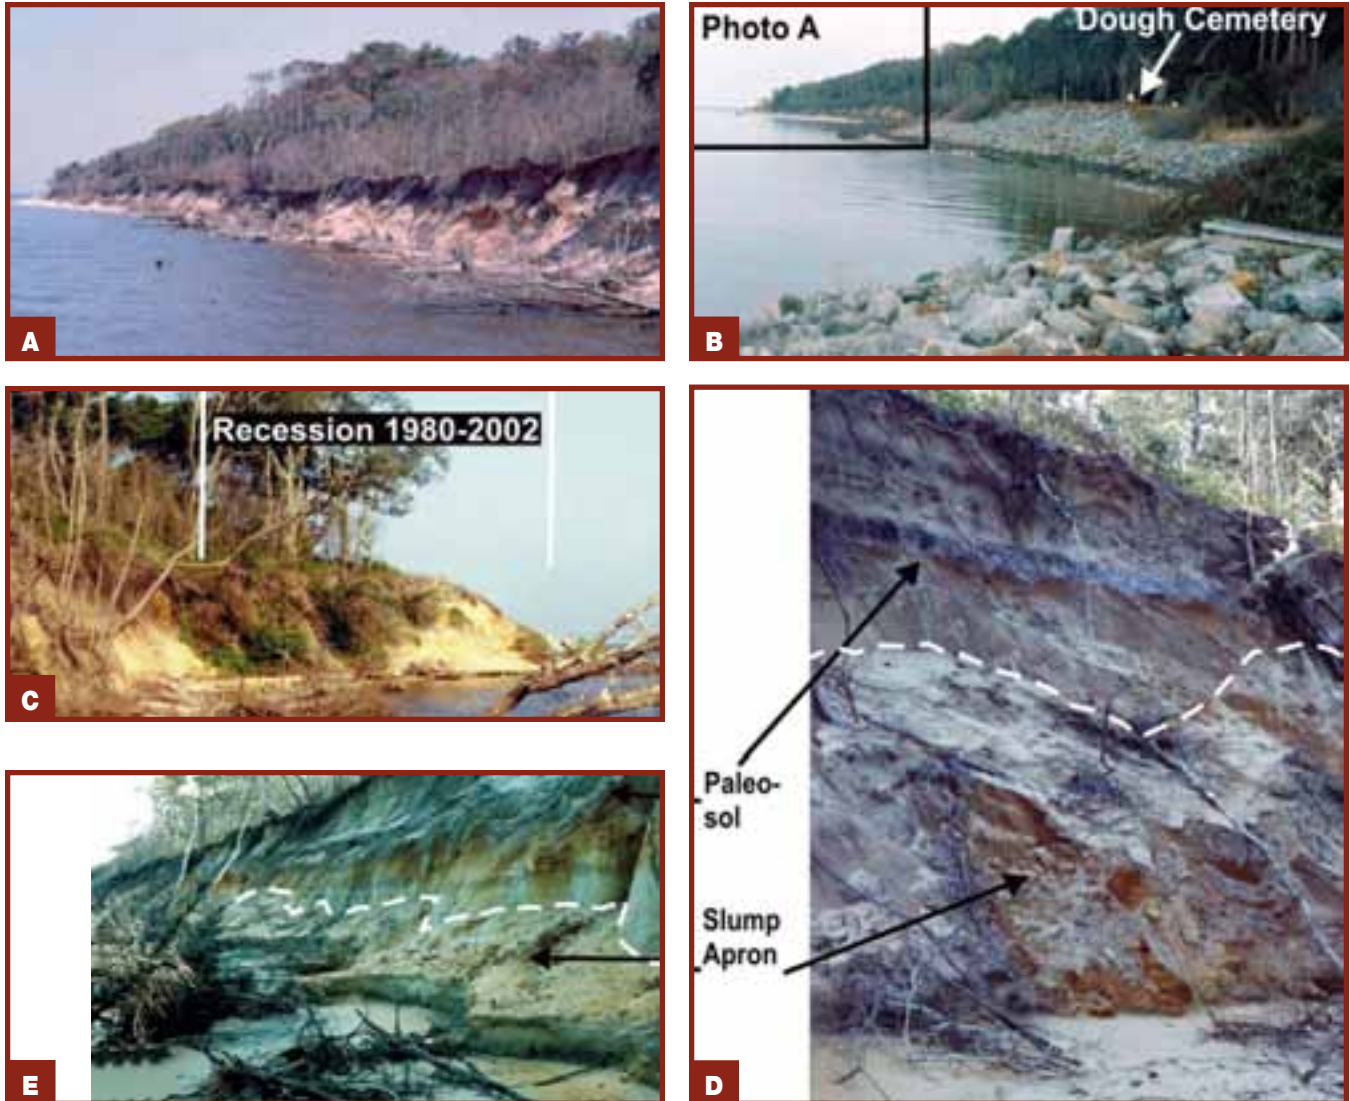 A
Photo A
Dough Cemetery
B
Recession 1980-2002
C
Paleo-
sol
Slump
Apron
D
E